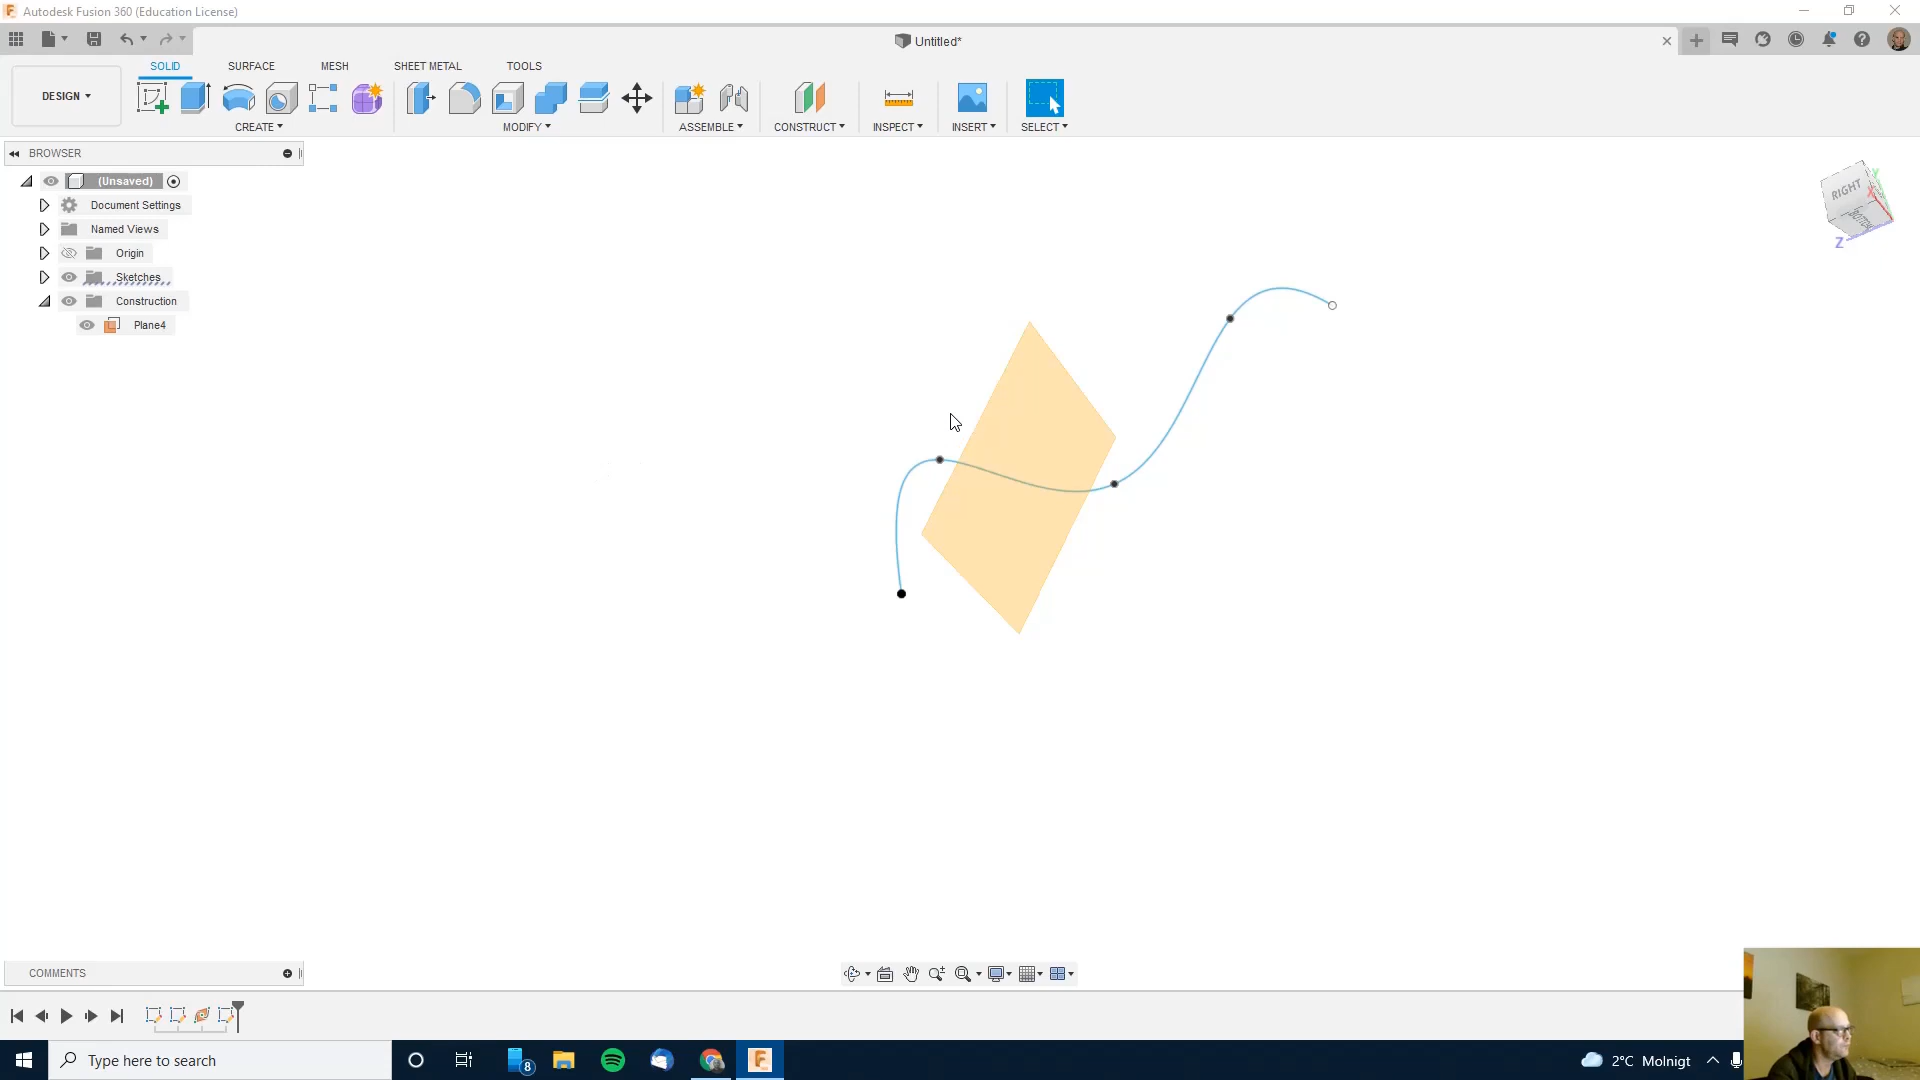 Autodesk Fusion 360 (Education License)
Untitled*
DESIGN
SOLID SURFACE MESH SHEET METAL TOOLS
CREATE MODIFY ASSEMBLE CONSTRUCT INSPECT INSERT SELECT
BROWSER
(Unsaved)
Document Settings
Named Views
Origin
Sketches
Construction
Plane4
RIGHT
BOTTOM
X
Y
Z
COMMENTS
Type here to search
8
2°C Molnigt